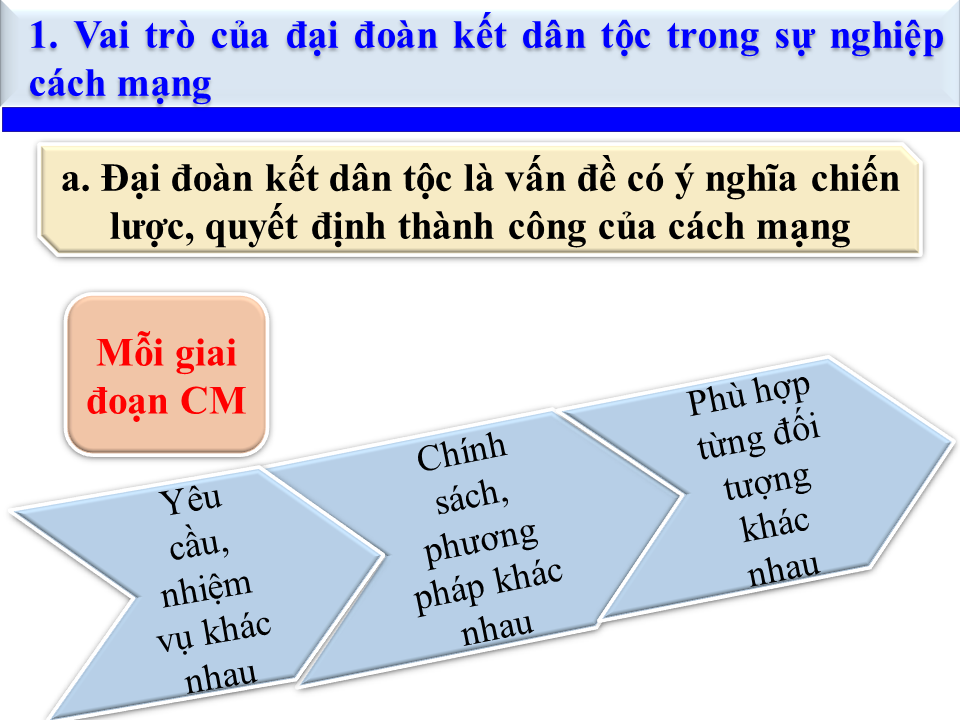 1. Vai trò của đại đoàn kết dân tộc trong sự nghiệp
cách mạng
a. Đại đoàn kết dân tộc là vấn đề có ý nghĩa chiến
lược, quyết định thành công của cách mạng
Mỗi giai
đoạn CM
Yêu
cầu,
nhiệm
vụ khác
nhau
Chính
sách,
phương
pháp khác
nhau
Phù hợp
từng đối
tượng
khác
nhau